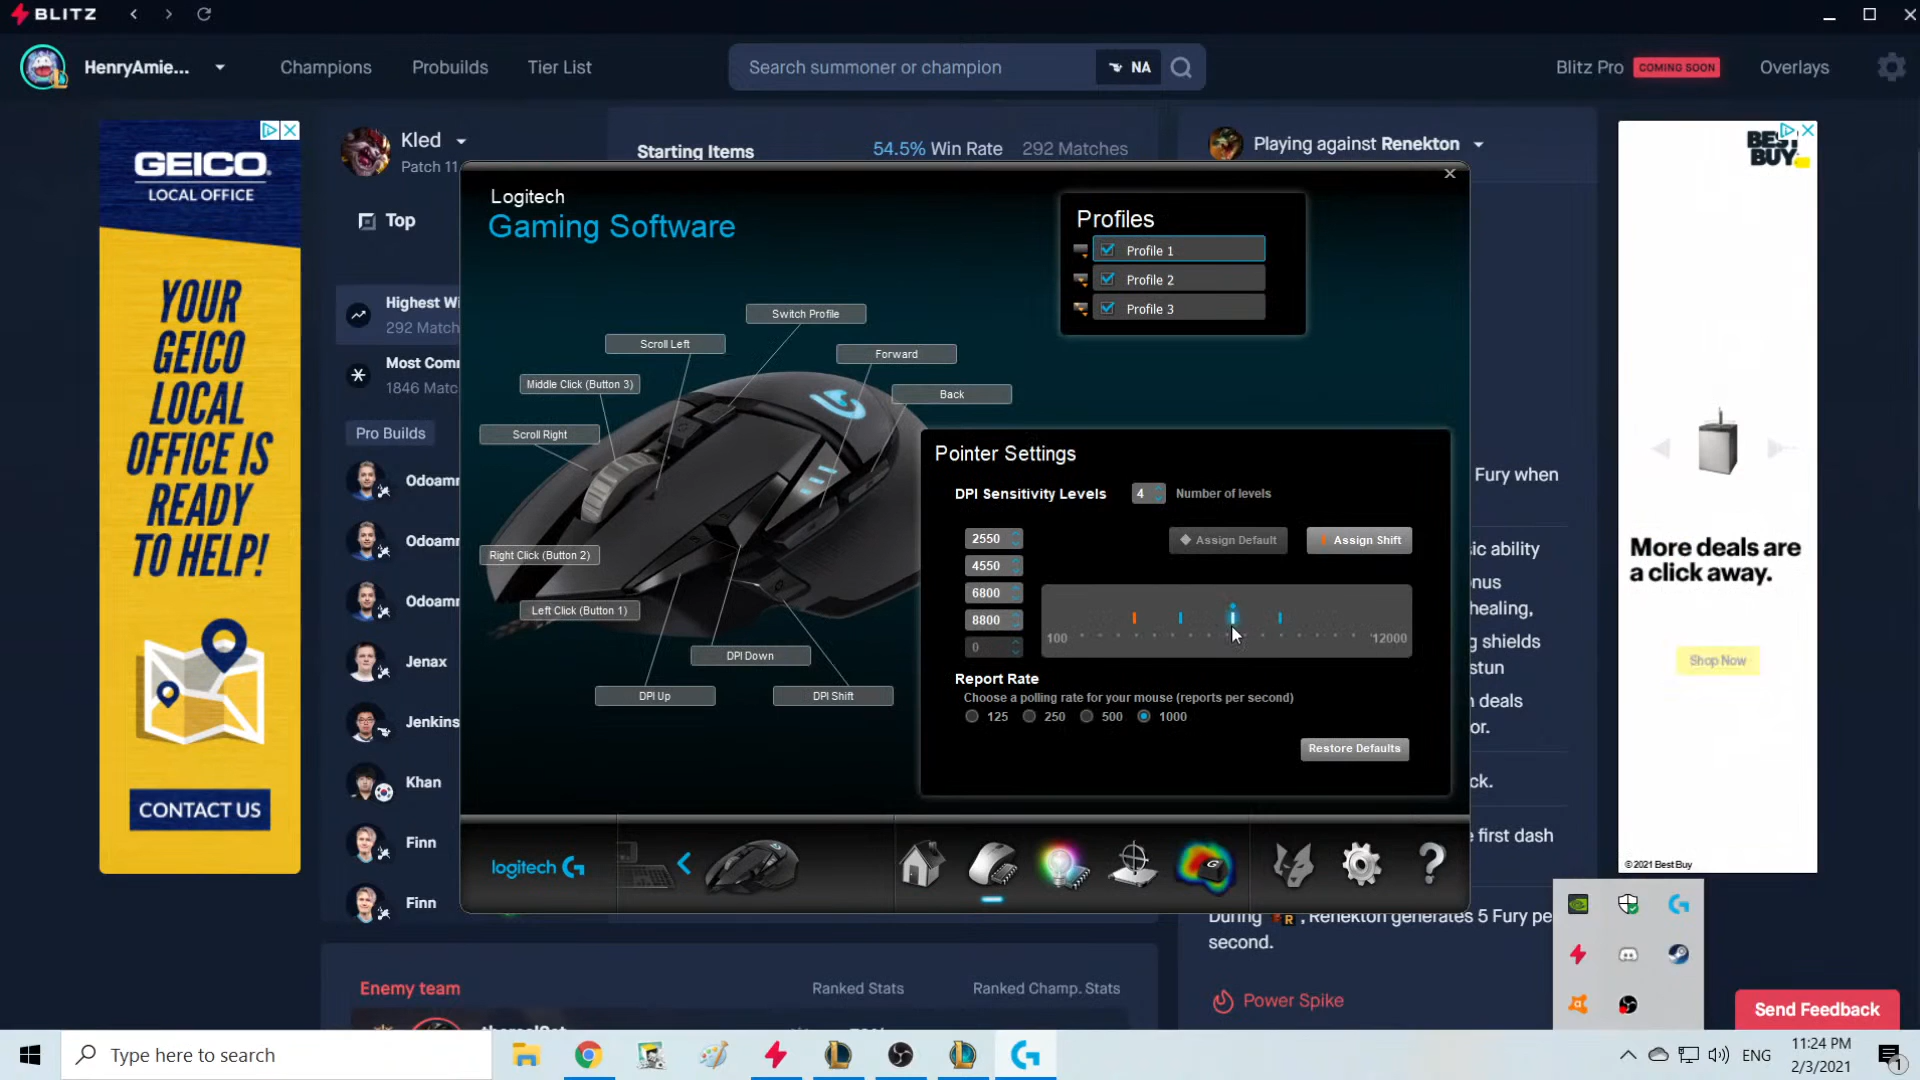 BLITZ
HenryAmie...
Champions
Probuilds
Tier List
Search summoner or champion
NA
Blitz Pro
COMING SOON
Overlays
GEICO
LOCAL OFFICE
YOUR
GEICO
LOCAL
OFFICE IS
READY
TO HELP!
CONTACT US
Kled
Patch 11
Top
Starting Items
54.5% Win Rate
292 Matches
Playing against Renekton
Highest Wi
292 Match
Most Comm
1846 Matc
Pro Builds
Odoamn
Odoamn
Odoamn
Jenax
Jenkins
Khan
Finn
Finn
Logitech
Gaming Software
Profiles
Profile 1
Profile 2
Profile 3
Switch Profile
Scroll Left
Forward
Middle Click (Button 3)
Back
Scroll Right
Right Click (Button 2)
Left Click (Button 1)
DPI Down
DPI Up
DPI Shift
Pointer Settings
DPI Sensitivity Levels
4
Number of levels
2550
4550
6800
8800
0
Assign Default
Assign Shift
100
12000
Report Rate
Choose a polling rate for your mouse (reports per second)
125
250
500
1000
Restore Defaults
logitech G
G
Fury when
sic ability
nus
healing,
g shields
stun
n deals
or.
ck.
e first dash
During R, Renekton generates 5 Fury pe
second.
Enemy team
Ranked Stats
Ranked Champ. Stats
Power Spike
Send Feedback
BEST
BUY
More deals are
a click away.
Shop Now
© 2021 Best Buy
Type here to search
ENG
11:24 PM
2/3/2021
1